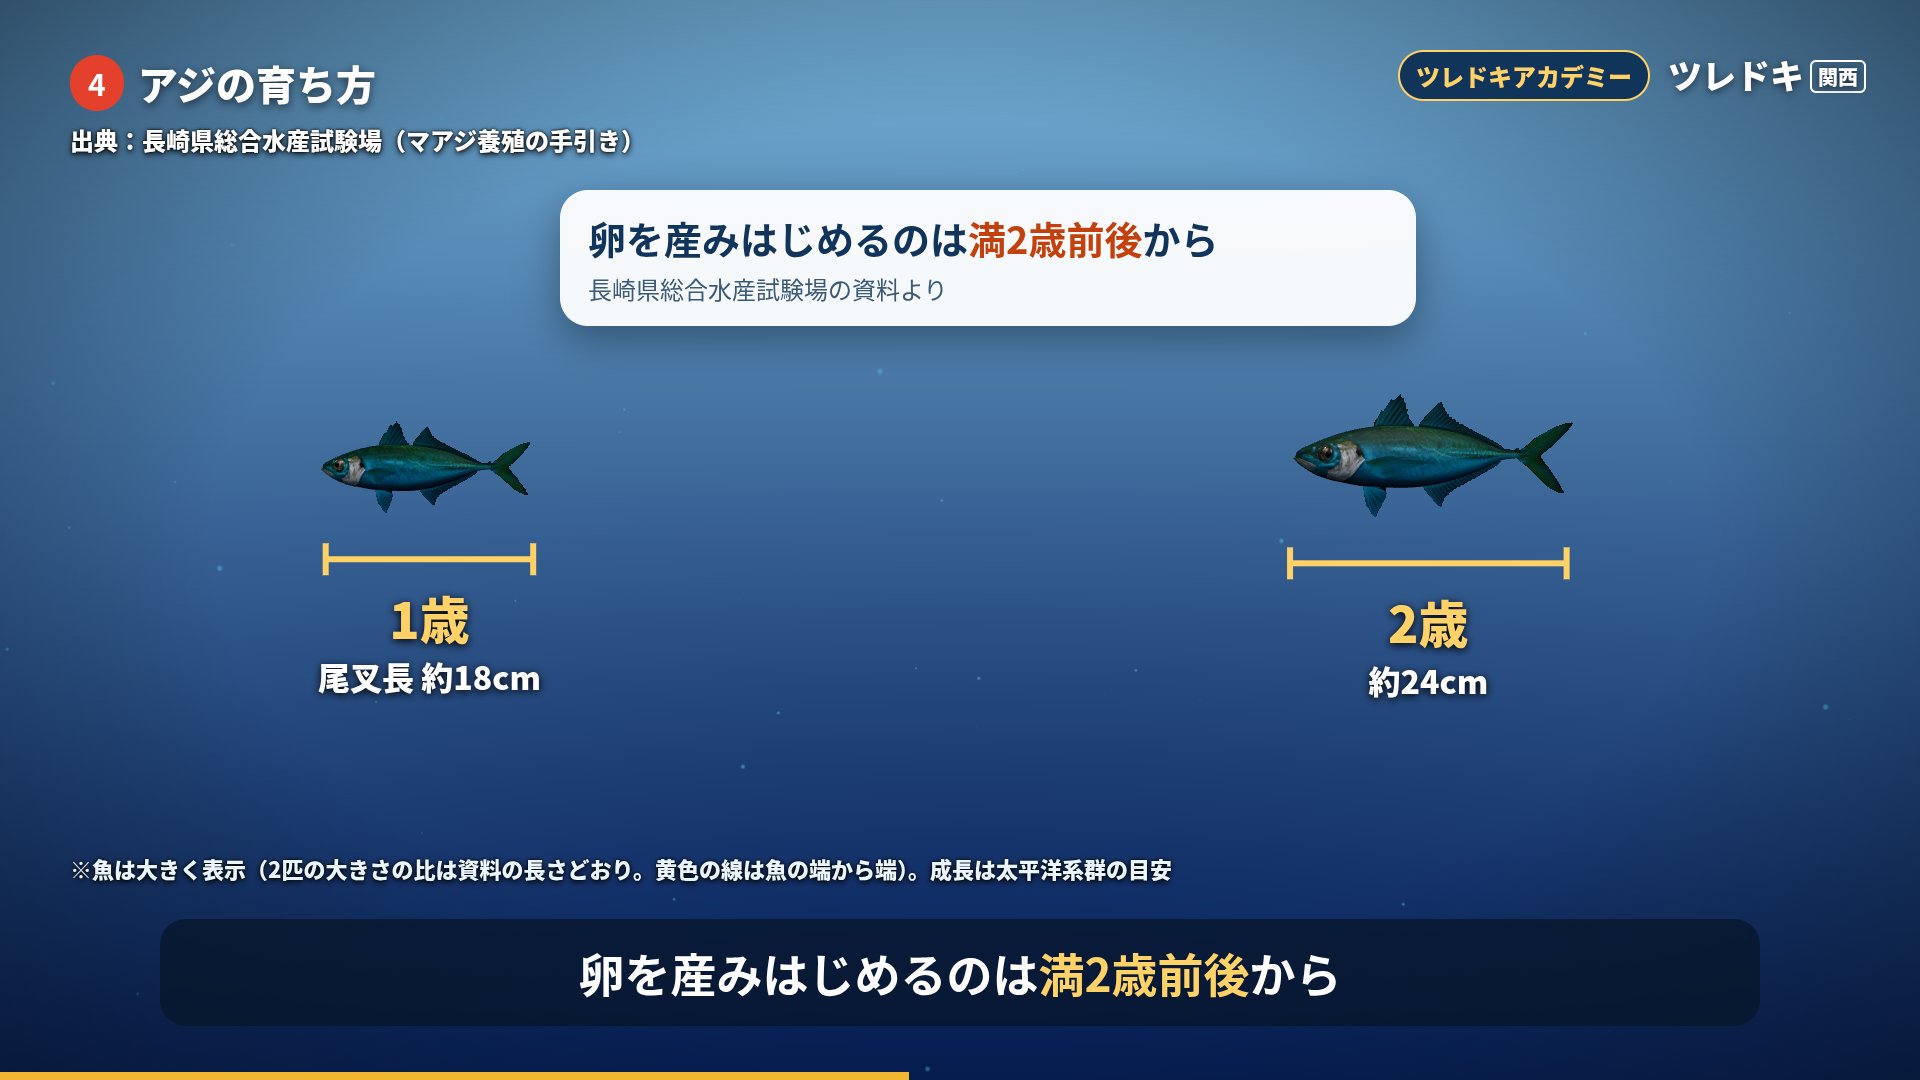 4 アジの育ち方
ツレドキアカデミー ツレドキ 関西
出典：長崎県総合水産試験場（マアジ養殖の手引き）
卵を産みはじめるのは満2歳前後から
長崎県総合水産試験場の資料より
1歳
尾叉長 約18cm
2歳
約24cm
※魚は大きく表示（2匹の大きさの比は資料の長さどおり。黄色の線は魚の端から端）。成長は太平洋系群の目安
卵を産みはじめるのは満2歳前後から